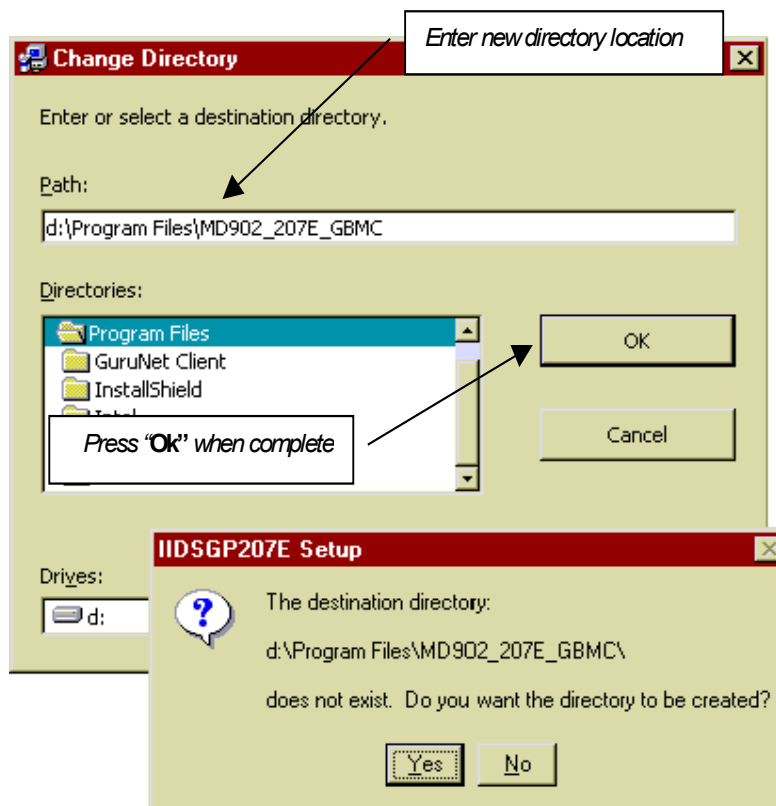 Enter new directory location
Change Directory
Enter or select a destination directory.
Path:
d:\Program Files\MD902_207E_GBMC
Directories:
Program Files
GuruNet Client
InstallShield
OK
Press "Ok" when complete
Cancel
IIDSGP207E Setup
Drives:
d:
The destination directory:
d:\Program Files\MD902_207E_GBMC\
does not exist. Do you want the directory to be created?
Yes
No